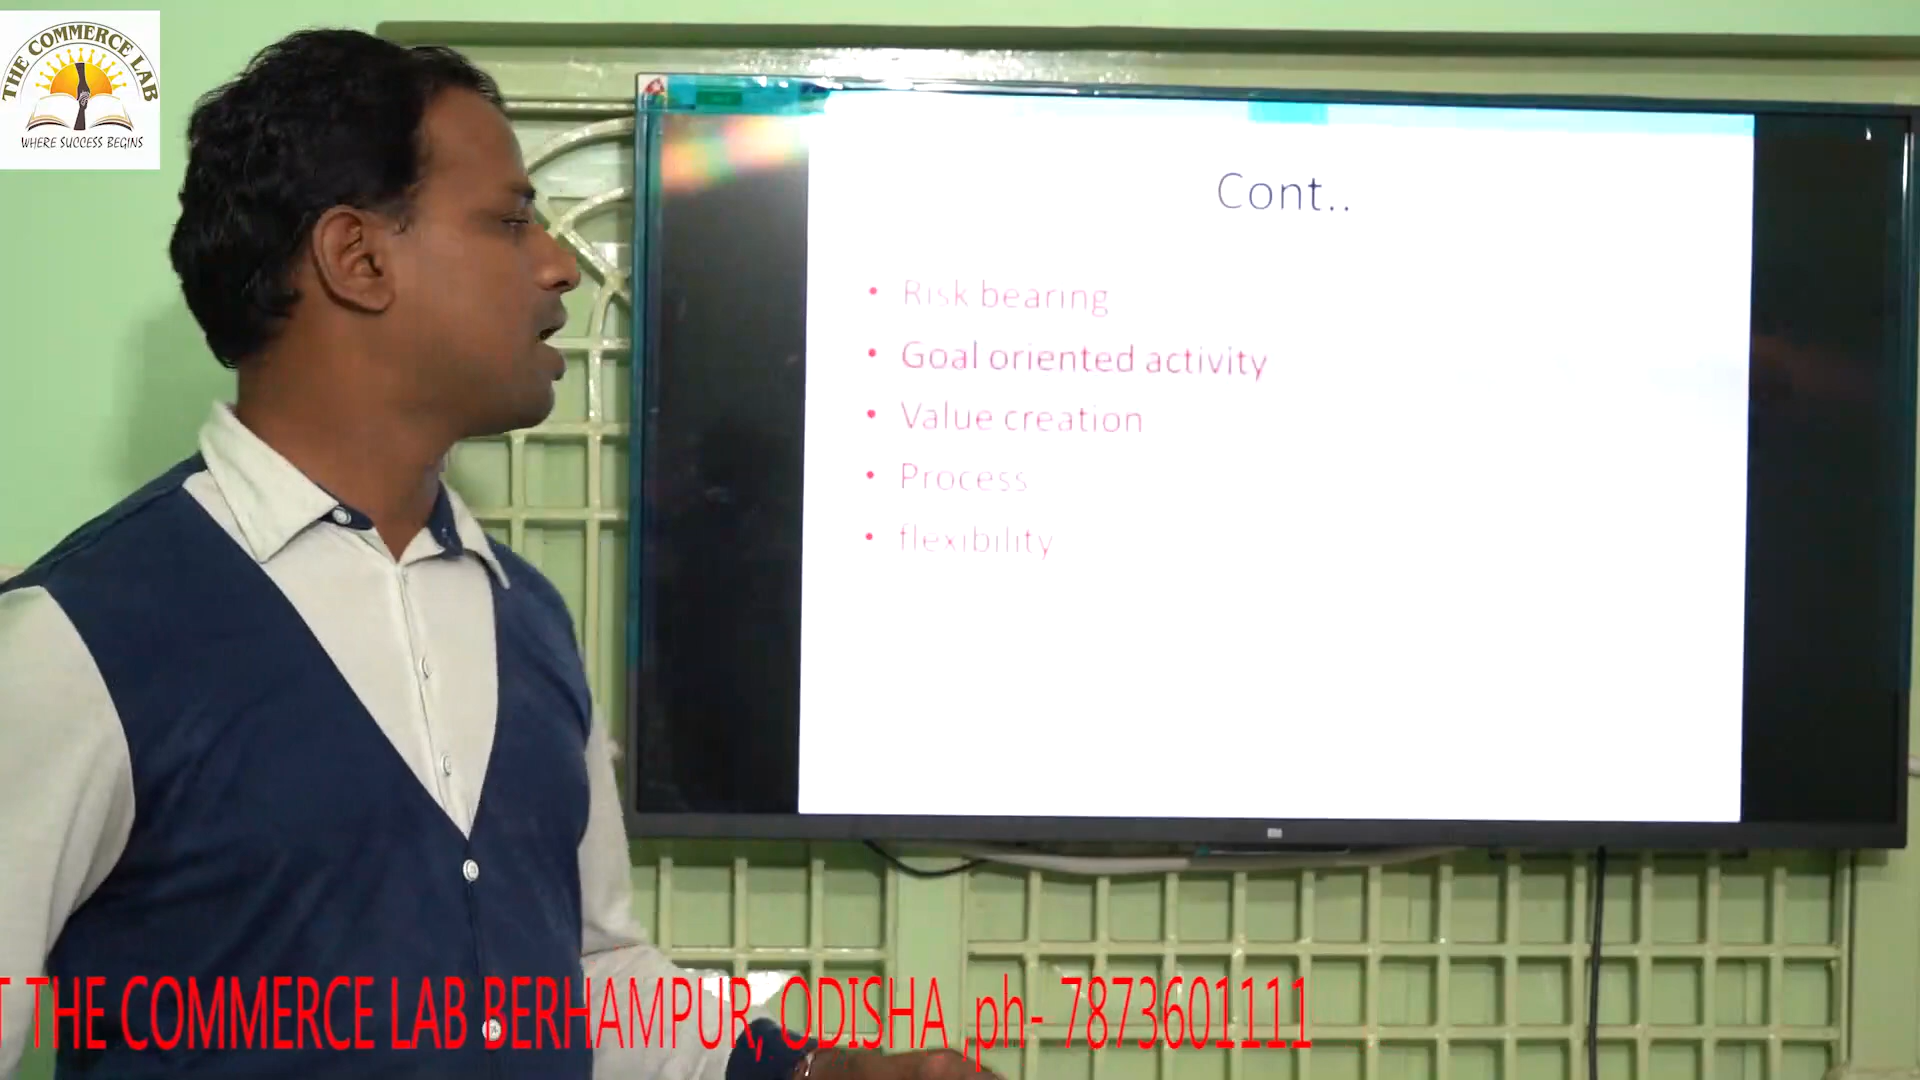 THE COMMERCE LAB
WHERE SUCCESS BEGINS
Cont..
• Risk bearing
• Goal oriented activity
• Value creation
• Process
• flexibility
THE COMMERCE LAB BERHAMPUR, ODISHA ,ph- 7873601111